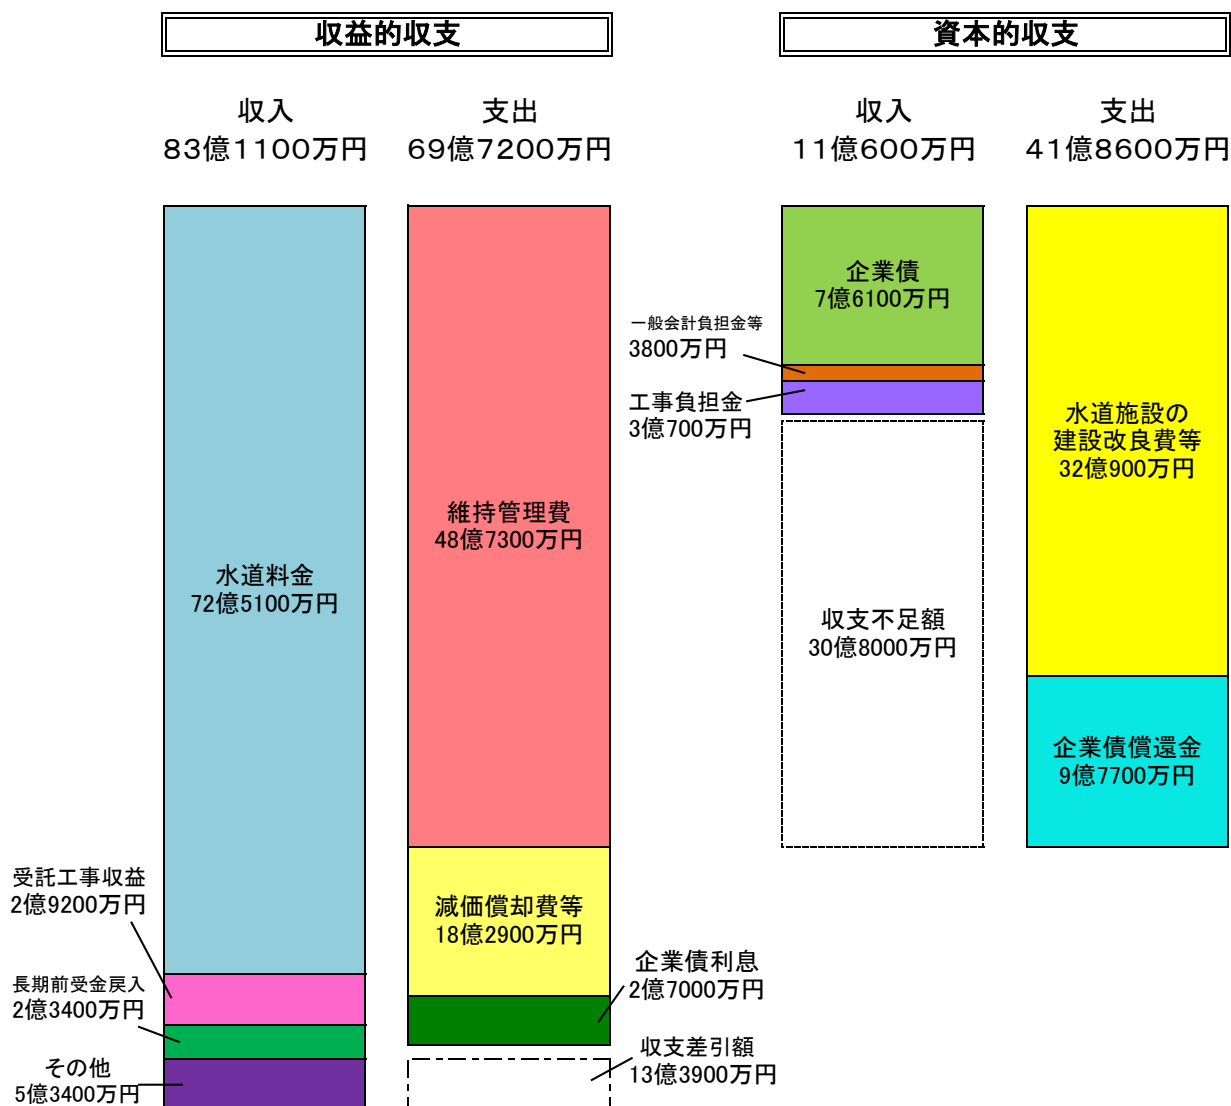 収益的収支
収入
83億1100万円
支出
69億7200万円
水道料金
72億5100万円
受託工事収益
2億9200万円
長期前受金戻入
2億3400万円
その他
5億3400万円
維持管理費
48億7300万円
減価償却費等
18億2900万円
企業債利息
2億7000万円
収支差引額
13億3900万円
資本的収支
収入
11億600万円
支出
41億8600万円
企業債
7億6100万円
一般会計負担金等
3800万円
工事負担金
3億700万円
収支不足額
30億8000万円
水道施設の
建設改良費等
32億900万円
企業債償還金
9億7700万円